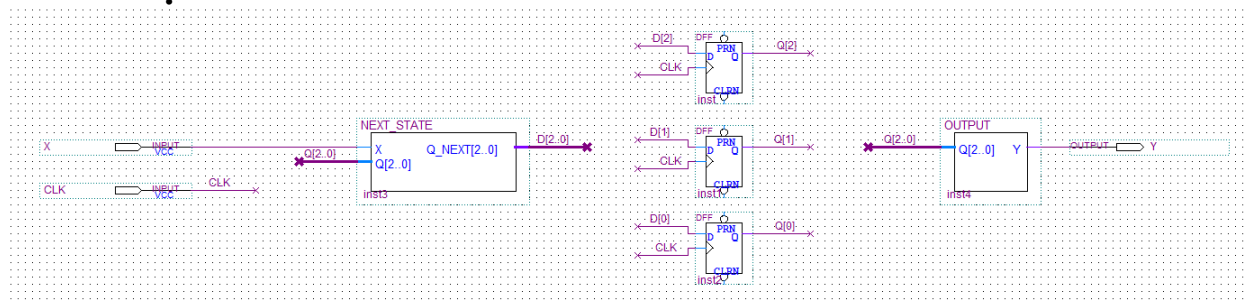 X INPUT VCC
CLK INPUT VCC CLK
NEXT_STATE
Q[2..0]
X Q_NEXT[2..0]
Q[2..0]
inst3
D[2..0]
D[2] DFF Q[2]
PRN
D Q
CLK
CLRN
inst
D[1] DFF Q[1]
PRN
D Q
CLK
CLRN
inst1
D[0] DFF Q[0]
PRN
D Q
CLK
CLRN
inst2
Q[2..0]
OUTPUT
Q[2..0] Y
inst4
OUTPUT Y